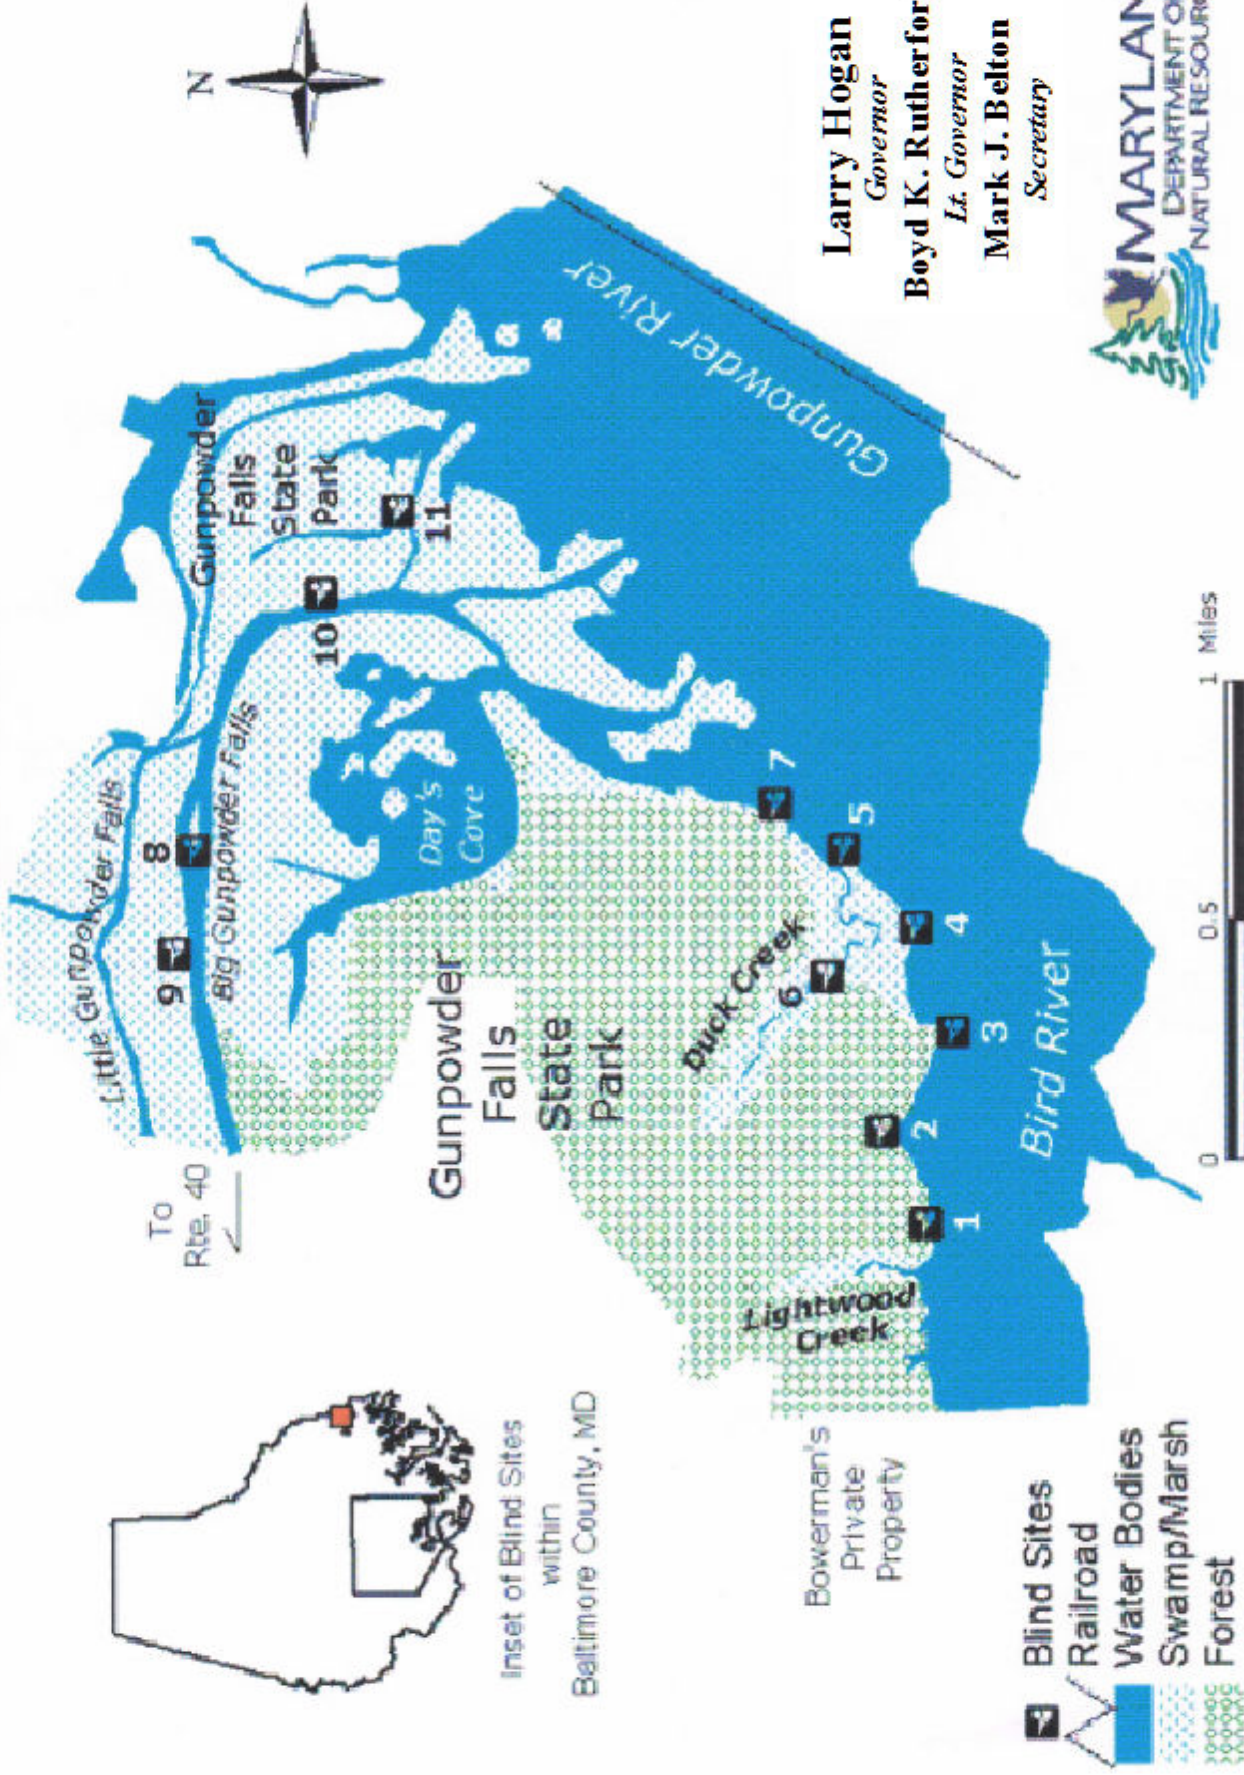 N
Larry Hogan
Governor
Boyd K. Rutherfor
Lt. Governor
Mark J. Belton
Secretary
MARYLAN
DEPARTMENT O
NATURAL RESOUR
To
Rte. 40
Little Gunpowder Falls
9
8
Big Gunpowder Falls
Gunpowder
Falls
State
Park
10
11
Day's
Cove
Gunpowder River
Gunpowder
Falls
State
Park
Duck Creek
6
7
5
4
3
2
1
Bird River
Lightwood
Creek
Bowerman's
Private
Property
Inset of Blind Sites
within
Baltimore County, MD
Blind Sites
Railroad
Water Bodies
Swamp/Marsh
Forest
0 0.5 1 Miles